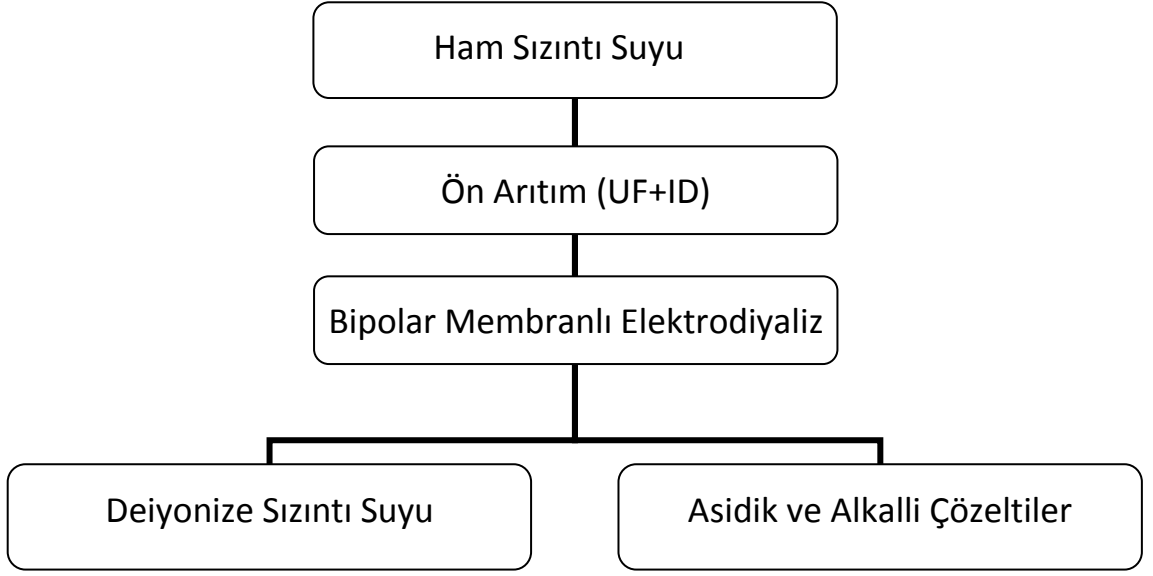 Ham Sızıntı Suyu
Ön Arıtım (UF+ID)
Bipolar Membranlı Elektrodiyaliz
Deiyonize Sızıntı Suyu
Asidik ve Alkalli Çözeltiler